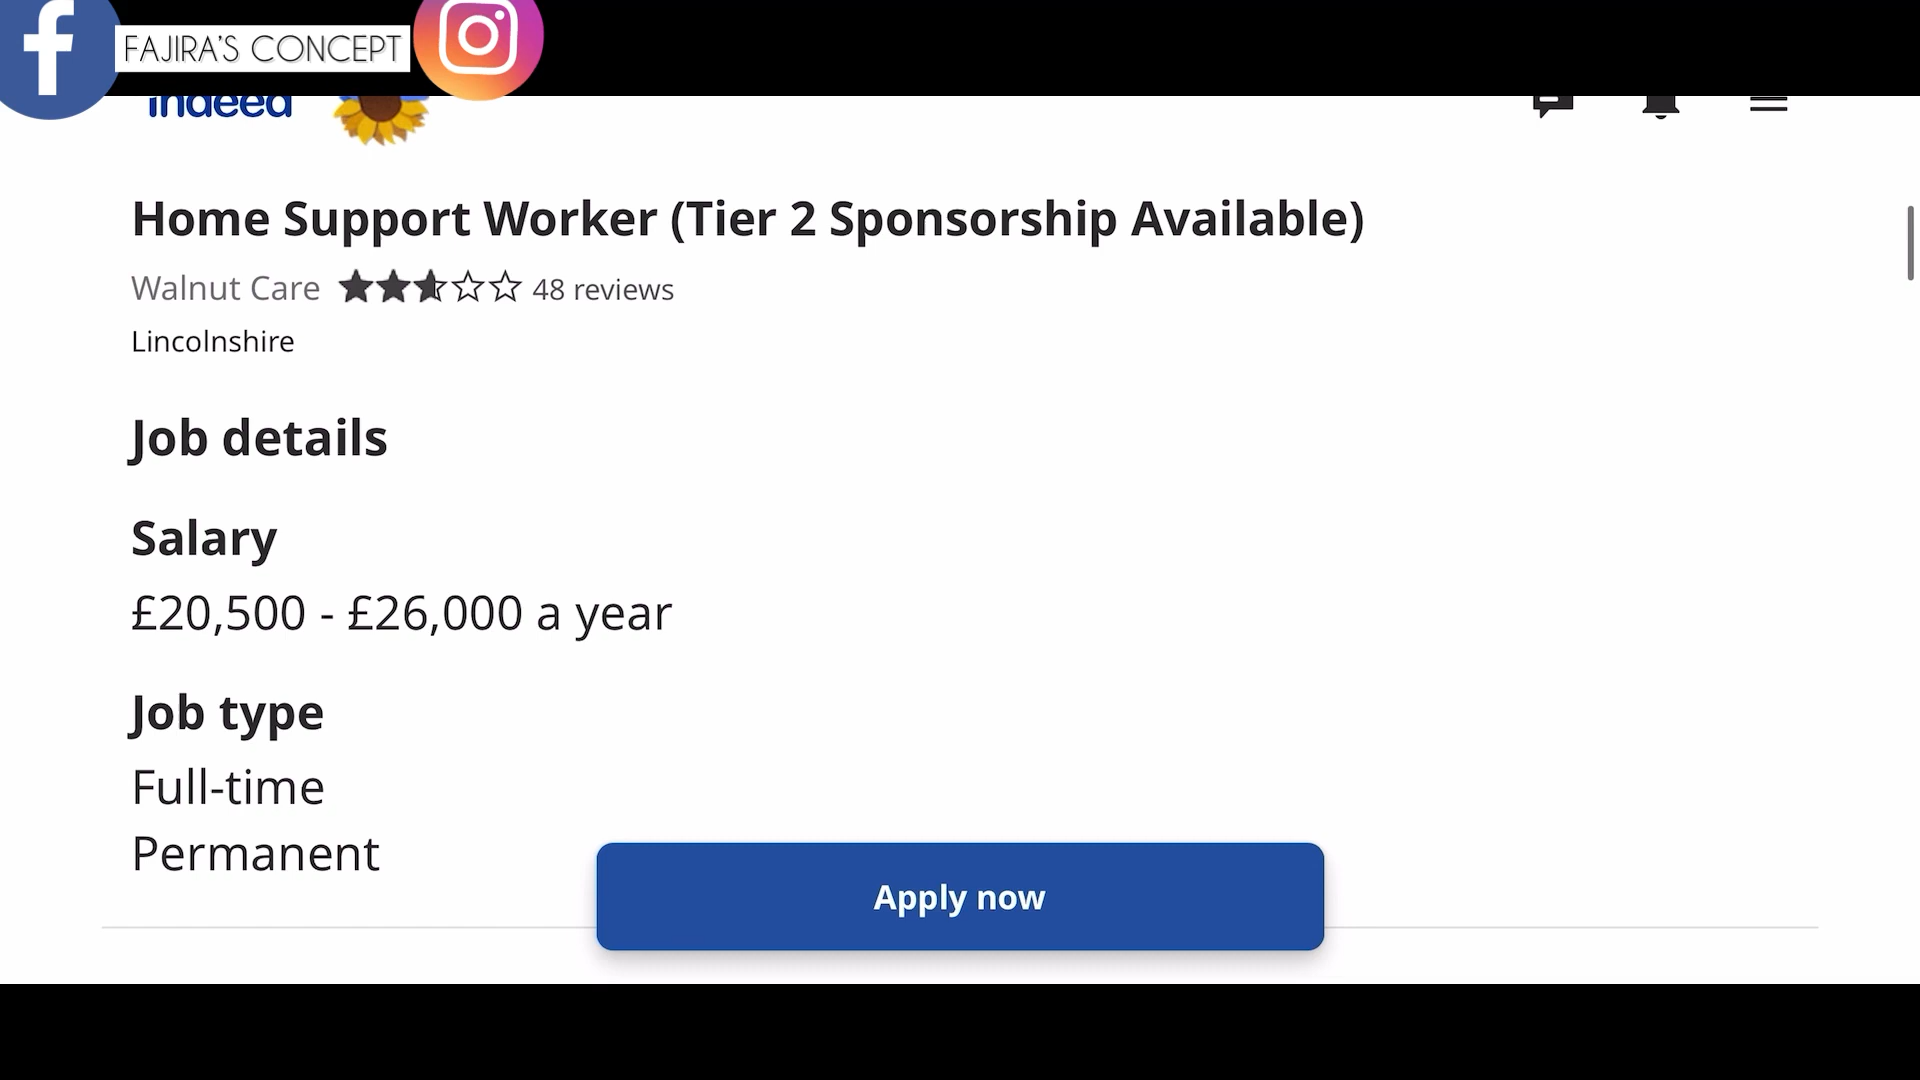 FAJIRA'S CONCEPT
indeed
Home Support Worker (Tier 2 Sponsorship Available)
Walnut Care 48 reviews
Lincolnshire
Job details
Salary
£20,500 - £26,000 a year
Job type
Full-time
Permanent
Apply now